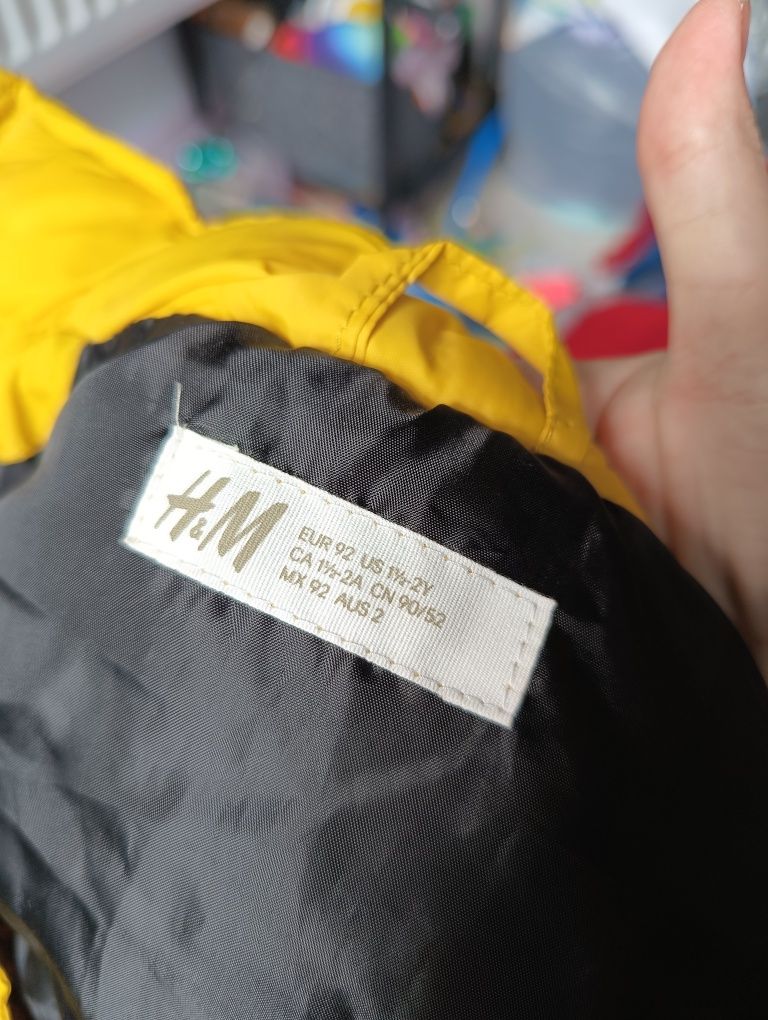 H&M
EUR 92 US 1½-2Y
CA 1½-2A CN 90/52
MX 92 AUS 2